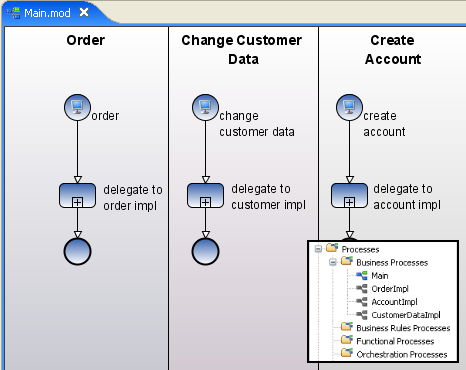 Main.mod
Order
Change Customer
Data
Create
Account
order
change
customer data
create
account
delegate to
order impl
delegate to
customer impl
delegate to
account impl
Processes
Business Processes
Main
OrderImpl
AccountImpl
CustomerDataImpl
Business Rules Processes
Functional Processes
Orchestration Processes